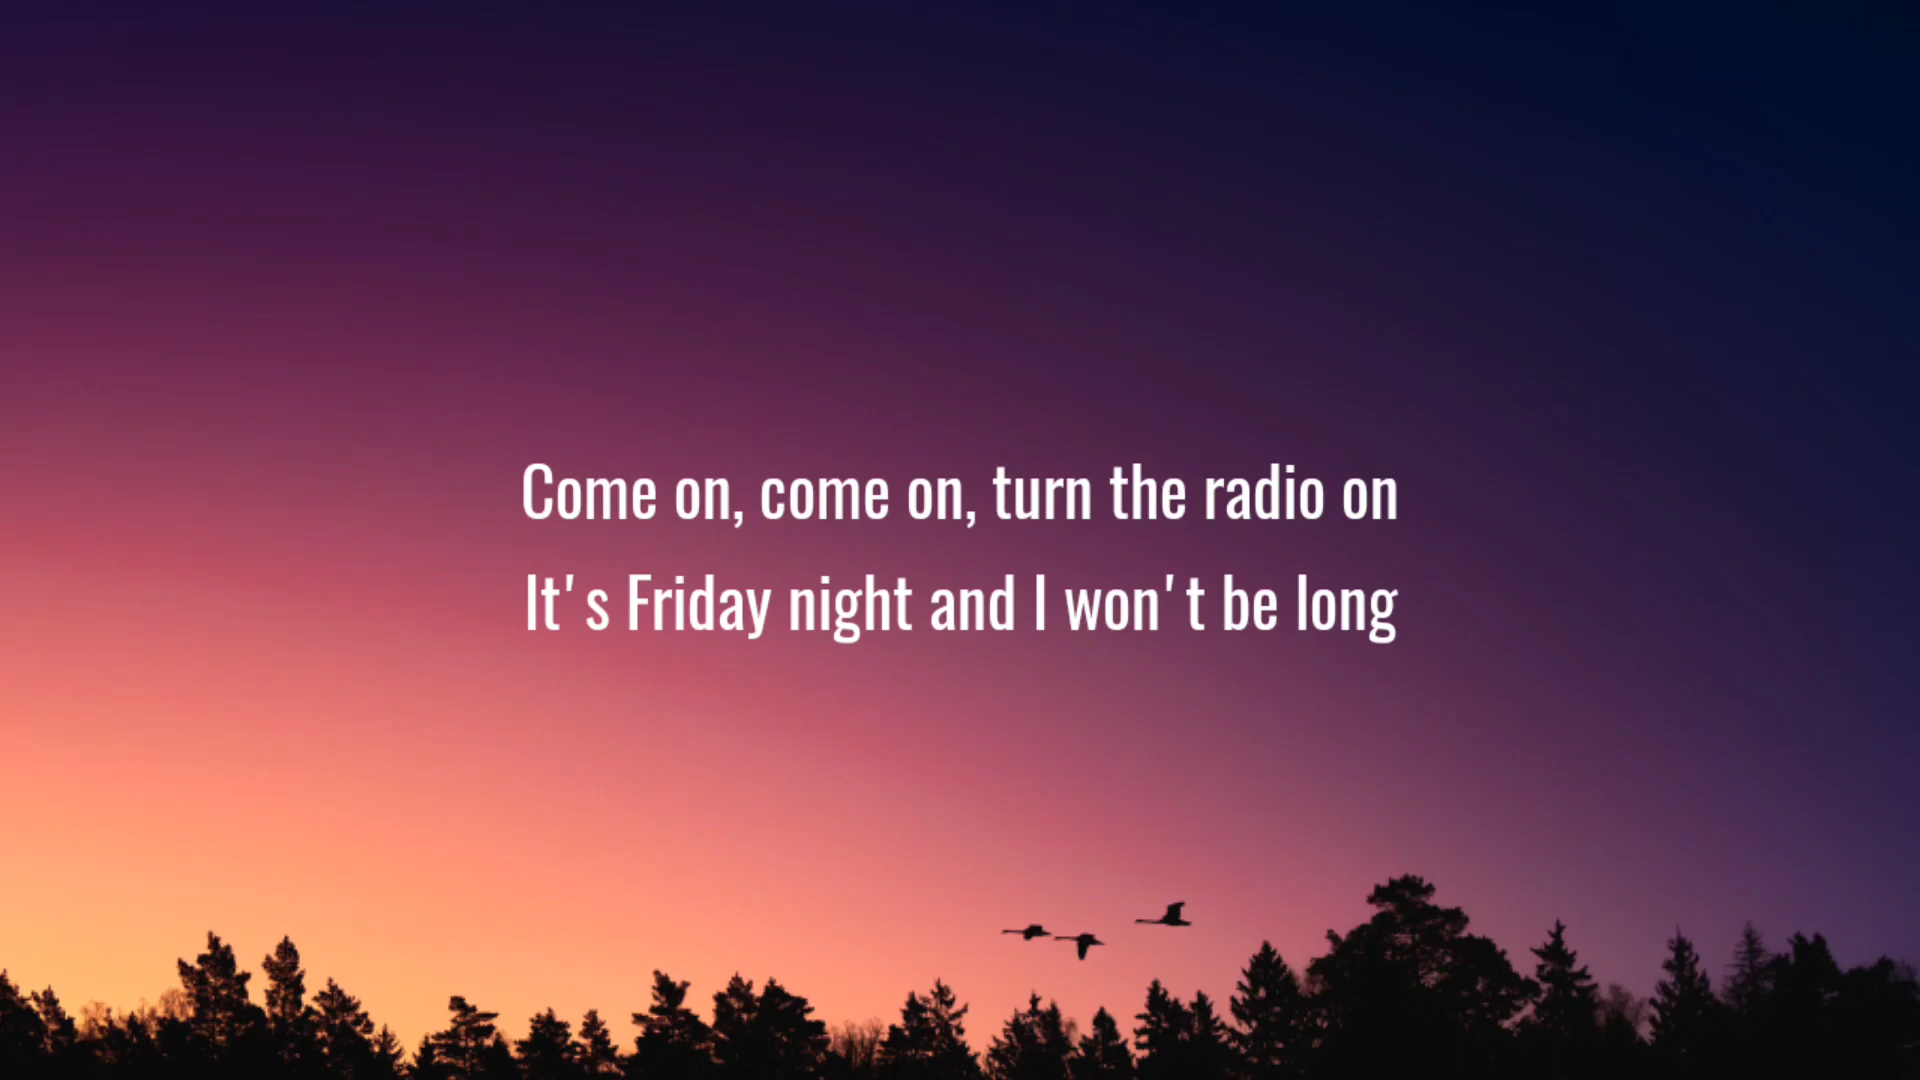 Come on, come on, turn the radio on
It's Friday night and I won't be long